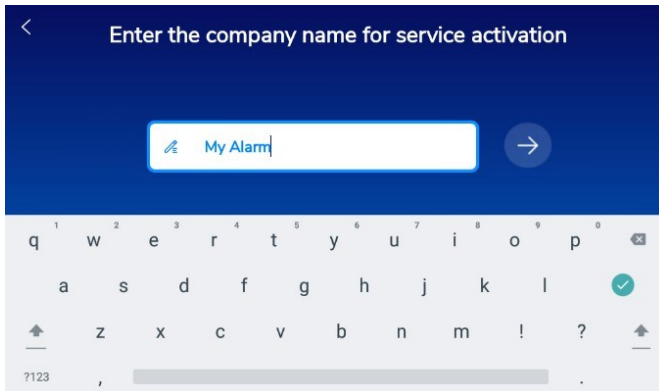 Enter the company name for service activation
My Alarm
1 2 3 4 5 6 7 8 9 0
q w e r t y u i o p
a s d f g h j k l
z x c v b n m ! ?
?123 , .